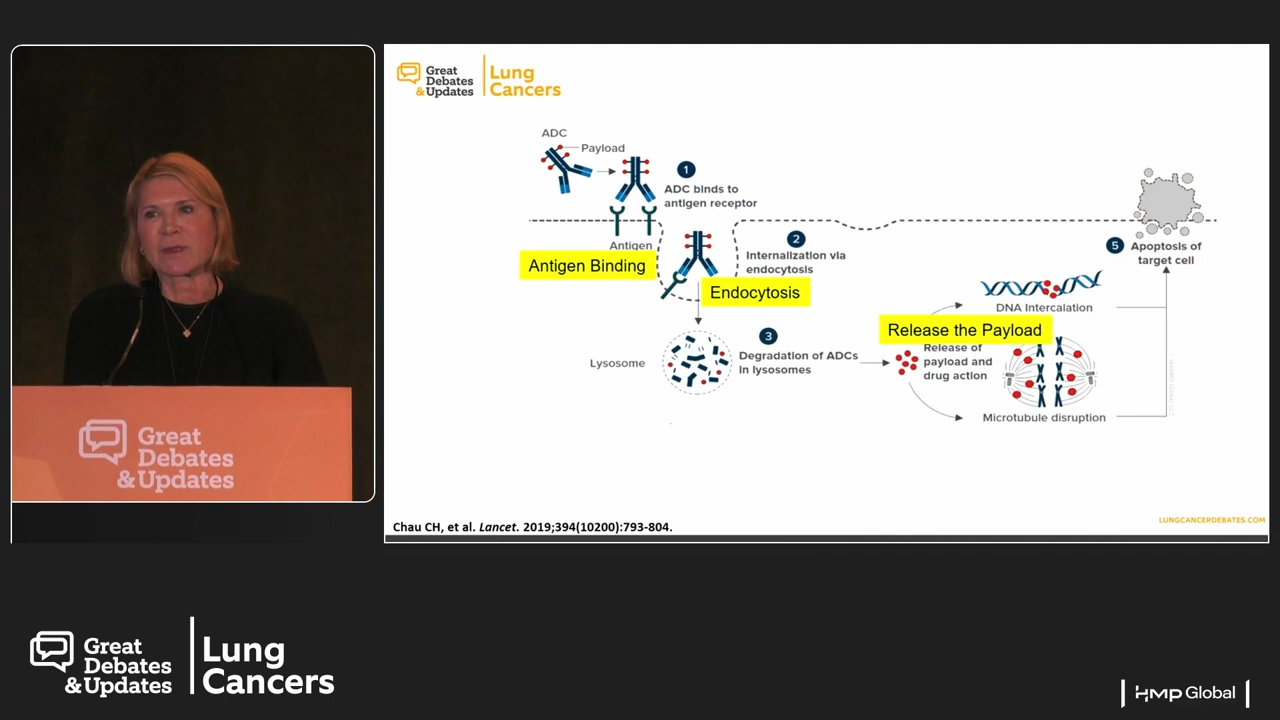 Great
Debates
&Updates
Lung
Cancers
ADC
Payload
1
ADC binds to
antigen receptor
Antigen
Antigen Binding
2
Internalization via
endocytosis
Endocytosis
Lysosome
3
Degradation of ADCs
in lysosomes
DNA Intercalation
Release the Payload
Release of
payload and
drug action
Microtubule disruption
5
Apoptosis of
target cell
Chau CH, et al. Lancet. 2019;394(10200):793-804.
LUNGCANCERDEBATES.COM
Great
Debates
&Updates
Great
Debates
&Updates
Lung
Cancers
HMP Global